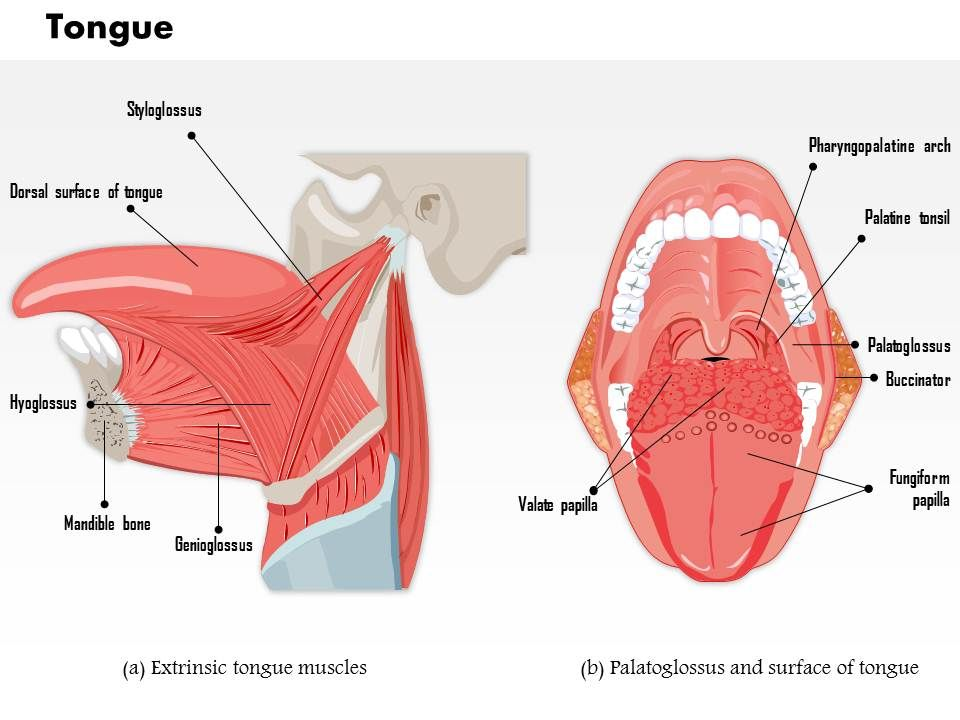 Tongue
Styloglossus
Dorsal surface of tongue
Hyoglossus
Mandible bone
Genioglossus
(a) Extrinsic tongue muscles
Pharyngopalatine arch
Palatine tonsil
Palatoglossus
Buccinator
Fungiform
papilla
Valate papilla
(b) Palatoglossus and surface of tongue